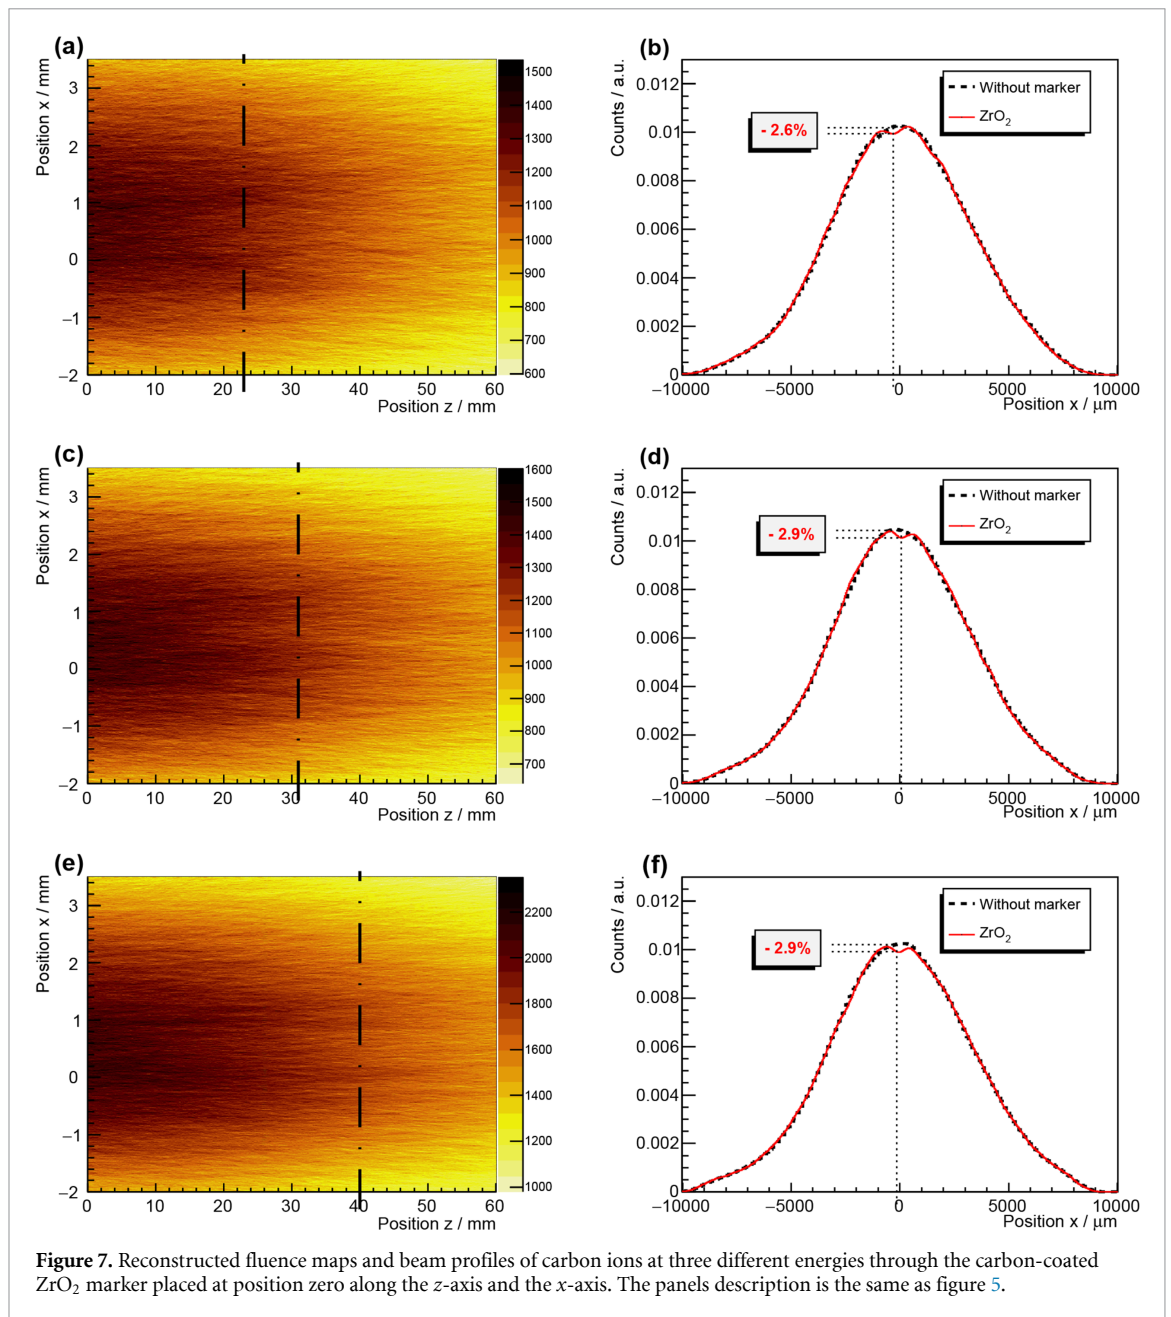 (a)
Position x / mm
3
2
1
0
−1
−2
0 10 20 30 40 50 60
Position z / mm
1500
1400
1300
1200
1100
1000
900
800
700
600
(b)
Counts / a.u.
0.012
0.01
0.008
0.006
0.004
0.002
0
−10000 −5000 0 5000 10000
Position x / μm
- 2.6%
Without marker
ZrO2
(c)
Position x / mm
3
2
1
0
−1
−2
0 10 20 30 40 50 60
Position z / mm
1600
1500
1400
1300
1200
1100
1000
900
800
700
(d)
Counts / a.u.
0.012
0.01
0.008
0.006
0.004
0.002
0
−10000 −5000 0 5000 10000
Position x / μm
- 2.9%
Without marker
ZrO2
(e)
Position x / mm
3
2
1
0
−1
−2
0 10 20 30 40 50 60
Position z / mm
2200
2000
1800
1600
1400
1200
1000
(f)
Counts / a.u.
0.012
0.01
0.008
0.006
0.004
0.002
0
−10000 −5000 0 5000 10000
Position x / μm
- 2.9%
Without marker
ZrO2
Figure 7. Reconstructed fluence maps and beam profiles of carbon ions at three different energies through the carbon-coated
ZrO2 marker placed at position zero along the z-axis and the x-axis. The panels description is the same as figure 5.